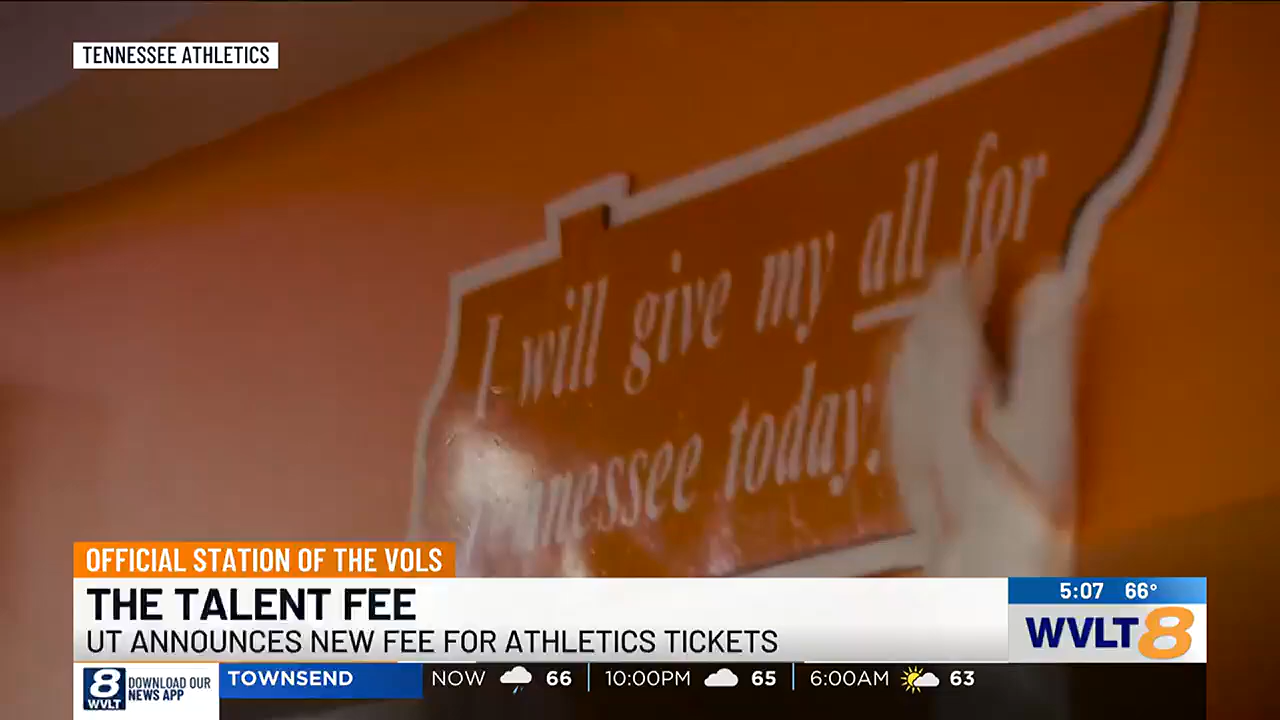 TENNESSEE ATHLETICS
I will give my all for
Tennessee today!
OFFICIAL STATION OF THE VOLS
THE TALENT FEE
UT ANNOUNCES NEW FEE FOR ATHLETICS TICKETS
5:07 66°
WVLT8
8 WVLT
DOWNLOAD OUR
NEWS APP
TOWNSEND NOW 66 10:00PM 65 6:00AM 63